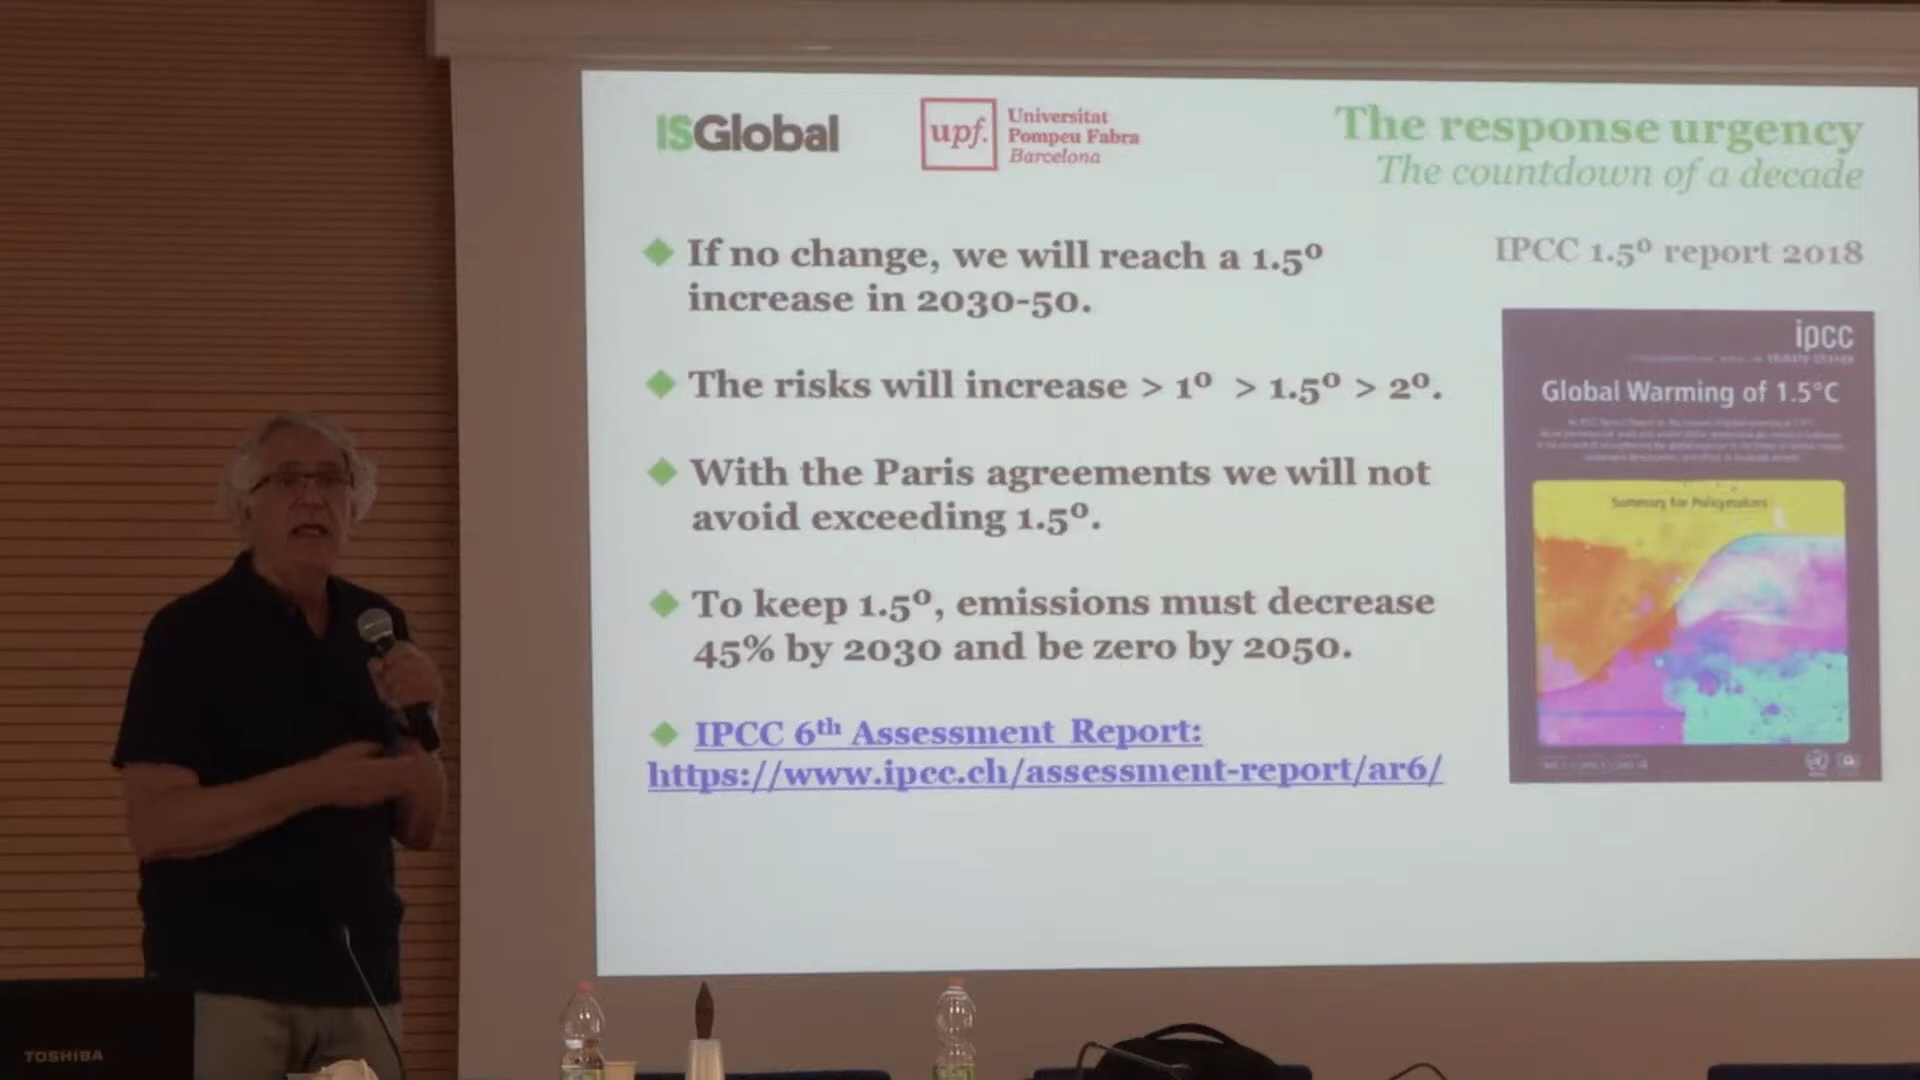 ISGlobal
upf.
Universitat
Pompeu Fabra
Barcelona
The response urgency
The countdown of a decade
If no change, we will reach a 1.5º
increase in 2030-50.
The risks will increase > 1º > 1.5º > 2º.
With the Paris agreements we will not
avoid exceeding 1.5º.
To keep 1.5º, emissions must decrease
45% by 2030 and be zero by 2050.
IPCC 6th Assessment Report:
https://www.ipcc.ch/assessment-report/ar6/
IPCC 1.5º report 2018
ipcc
Global Warming of 1.5°C
Summary for Policymakers
TOSHIBA